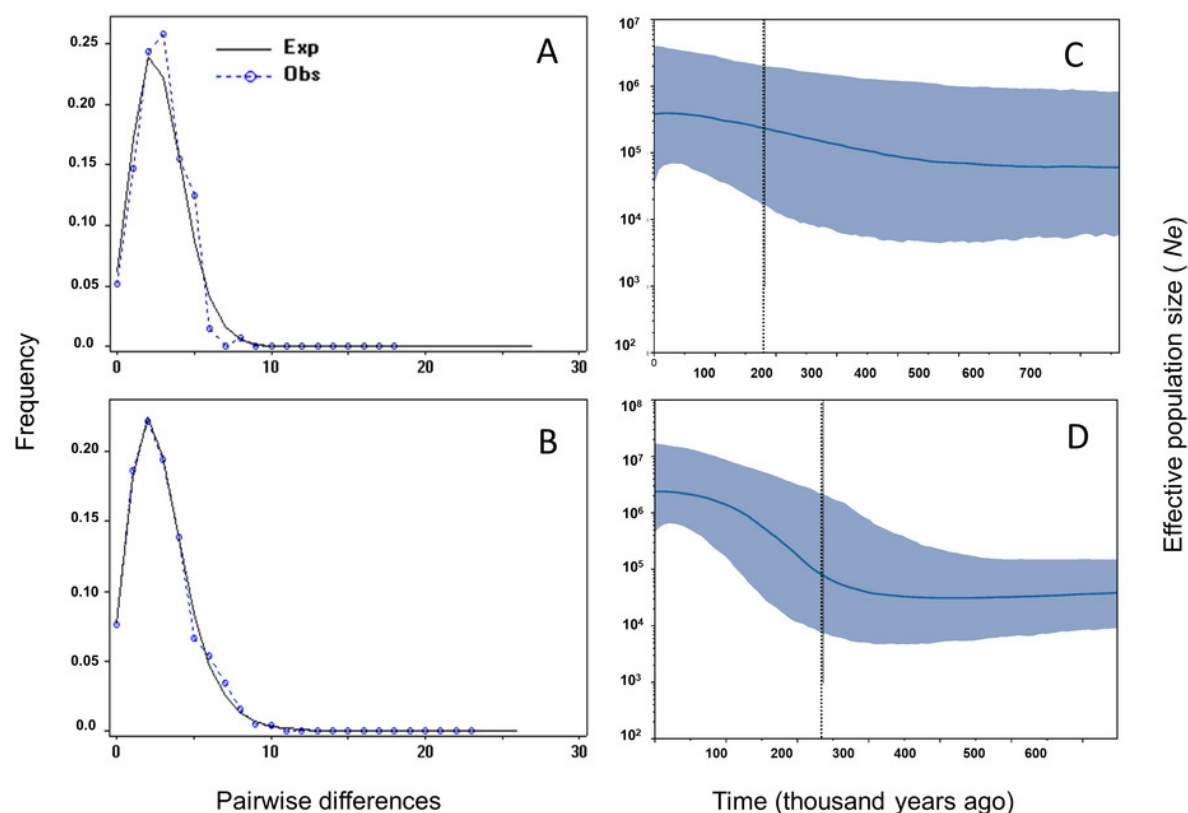 A
Exp
Obs
0.25
0.20
0.15
0.10
0.05
0.0
0 10 20 30
B
0.20
0.15
0.10
0.05
0.0
0 10 20 30
Frequency
Pairwise differences
C
10⁷
10⁶
10⁵
10⁴
10³
10²
0 100 200 300 400 500 600 700
D
10⁸
10⁷
10⁶
10⁵
10⁴
10³
10²
0 100 200 300 400 500 600
Time (thousand years ago)
Effective population size ( Ne)